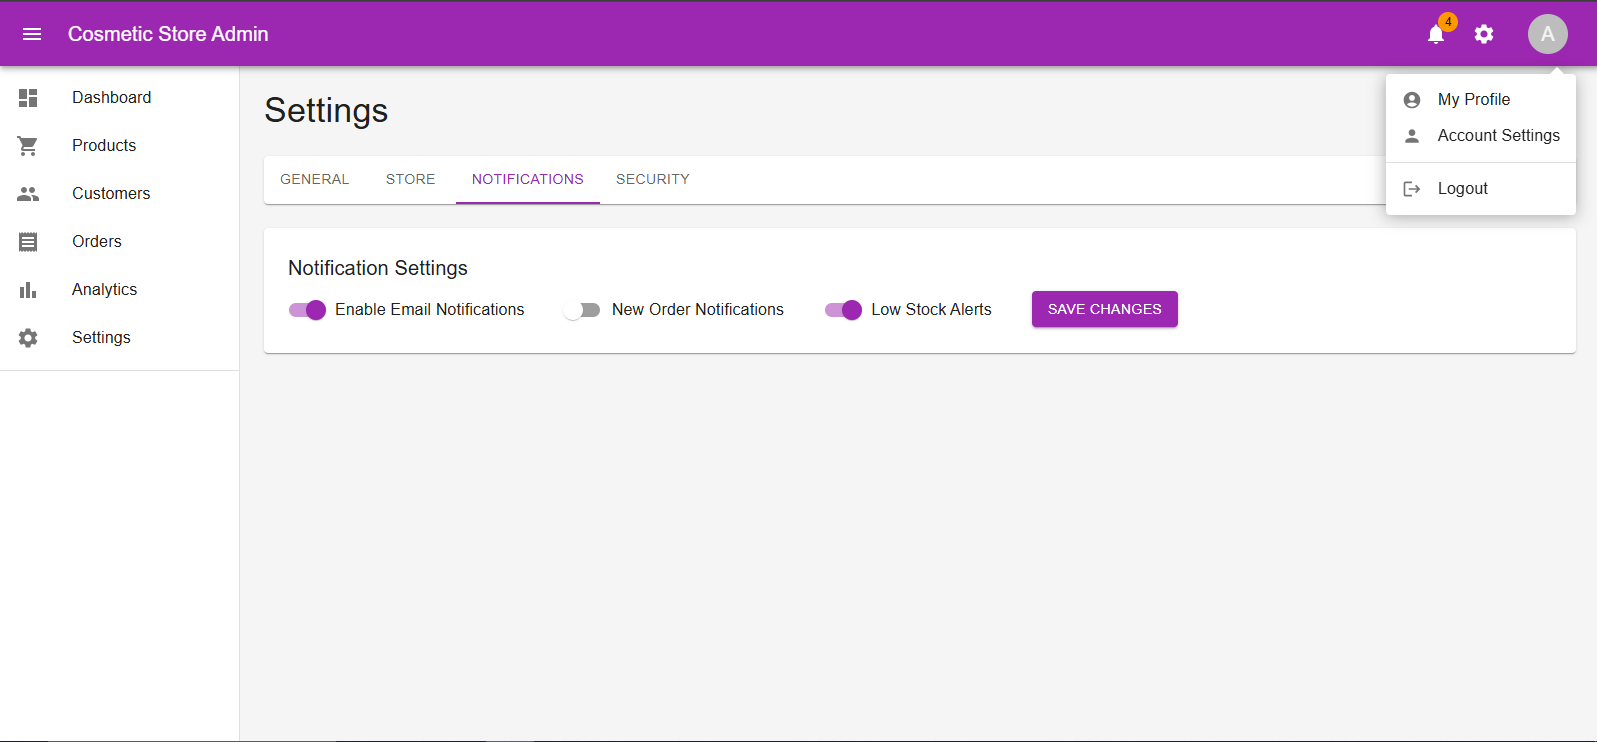 Cosmetic Store Admin
4
A
Dashboard
Products
Customers
Orders
Analytics
Settings
Settings
GENERAL
STORE
NOTIFICATIONS
SECURITY
My Profile
Account Settings
Logout
Notification Settings
Enable Email Notifications
New Order Notifications
Low Stock Alerts
SAVE CHANGES